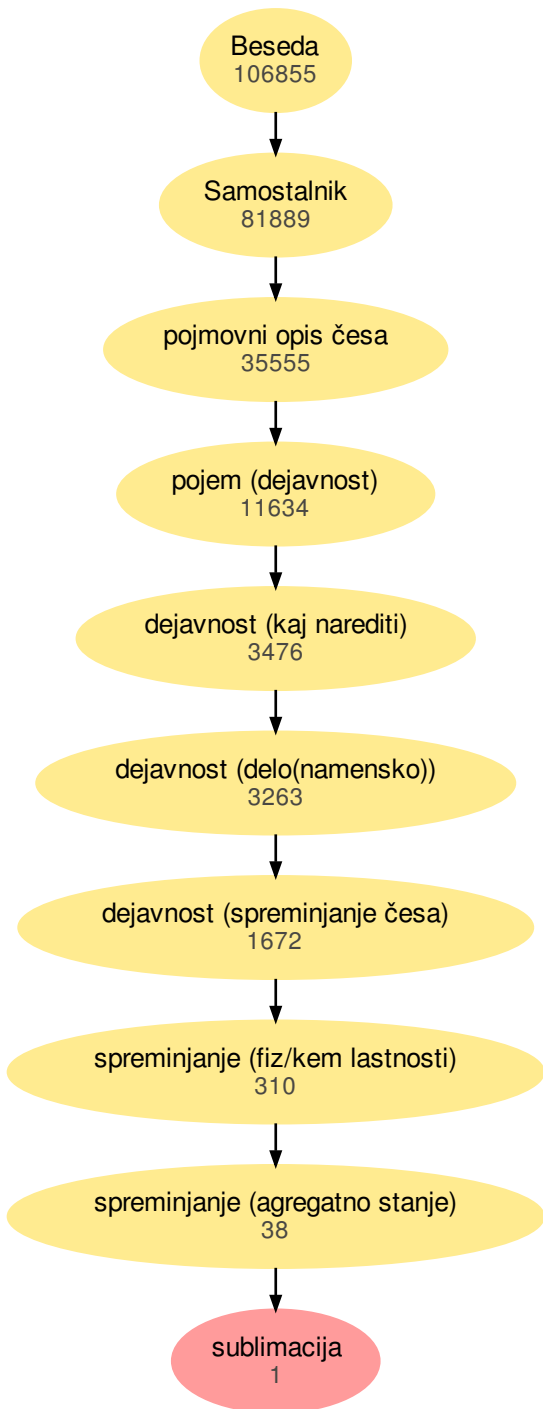 Beseda
106855
Samostalnik
81889
pojmovni opis česa
35555
pojem (dejavnost)
11634
dejavnost (kaj narediti)
3476
dejavnost (delo(namensko))
3263
dejavnost (spreminjanje česa)
1672
spreminjanje (fiz/kem lastnosti)
310
spreminjanje (agregatno stanje)
38
sublimacija
1